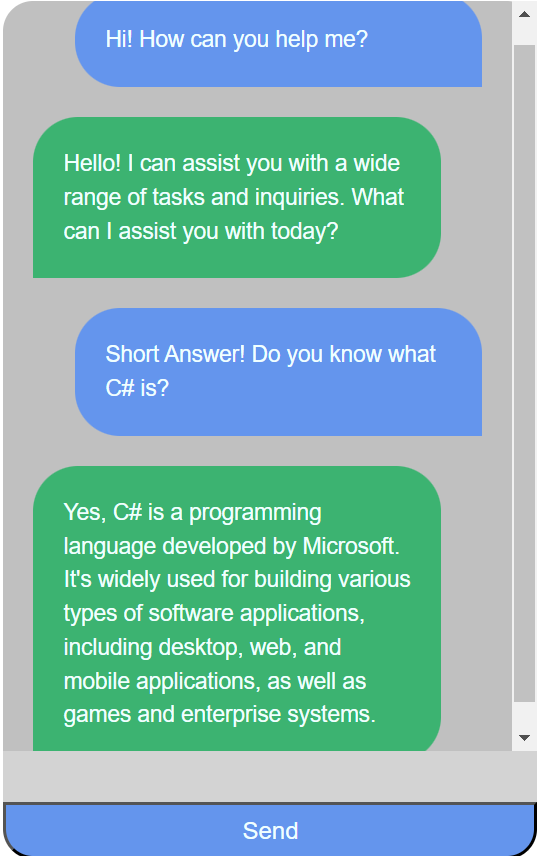 Hi! How can you help me?
Hello! I can assist you with a wide
range of tasks and inquiries. What
can I assist you with today?
Short Answer! Do you know what
C# is?
Yes, C# is a programming
language developed by Microsoft.
It's widely used for building various
types of software applications,
including desktop, web, and
mobile applications, as well as
games and enterprise systems.
Send